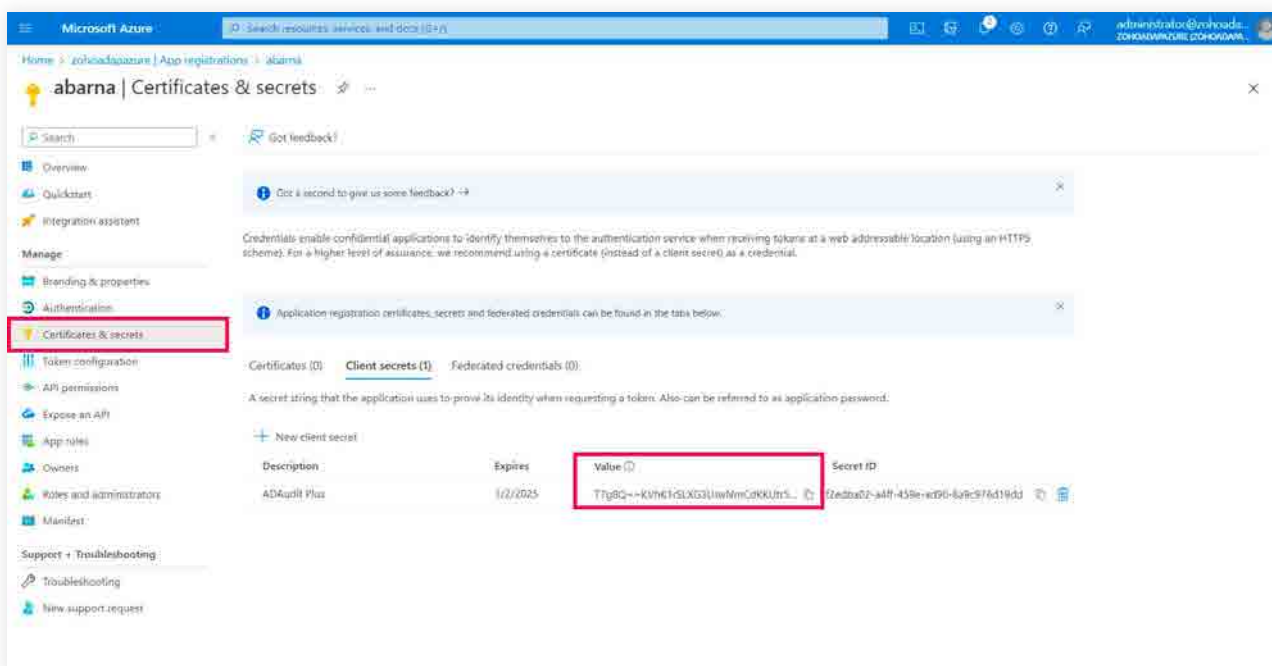 Microsoft Azure
Search resources, services, and docs (G+/)
Home > zohoadapazure | App registrations > abarna
abarna | Certificates & secrets
Search
Got feedback?
Overview
Quickstart
Integration assistant
Got a second to give us some feedback? →
Credentials enable confidential applications to identify themselves to the authentication service when receiving tokens at a web addressable location (using an HTTPS
scheme). For a higher level of assurance, we recommend using a certificate (instead of a client secret) as a credential.
Manage
Branding & properties
Authentication
Application registration certificates, secrets and federated credentials can be found in the tabs below.
Certificates & secrets
Token configuration
Certificates (0)
Client secrets (1)
Federated credentials (0)
API permissions
A secret string that the application uses to prove its identity when requesting a token. Also can be referred to as application password.
Expose an API
App roles
New client secret
Owners
Description
Expires
Value
Secret ID
Roles and administrators
ADAudit Plus
1/2/2025
Manifest
Support + Troubleshooting
Troubleshooting
New support request